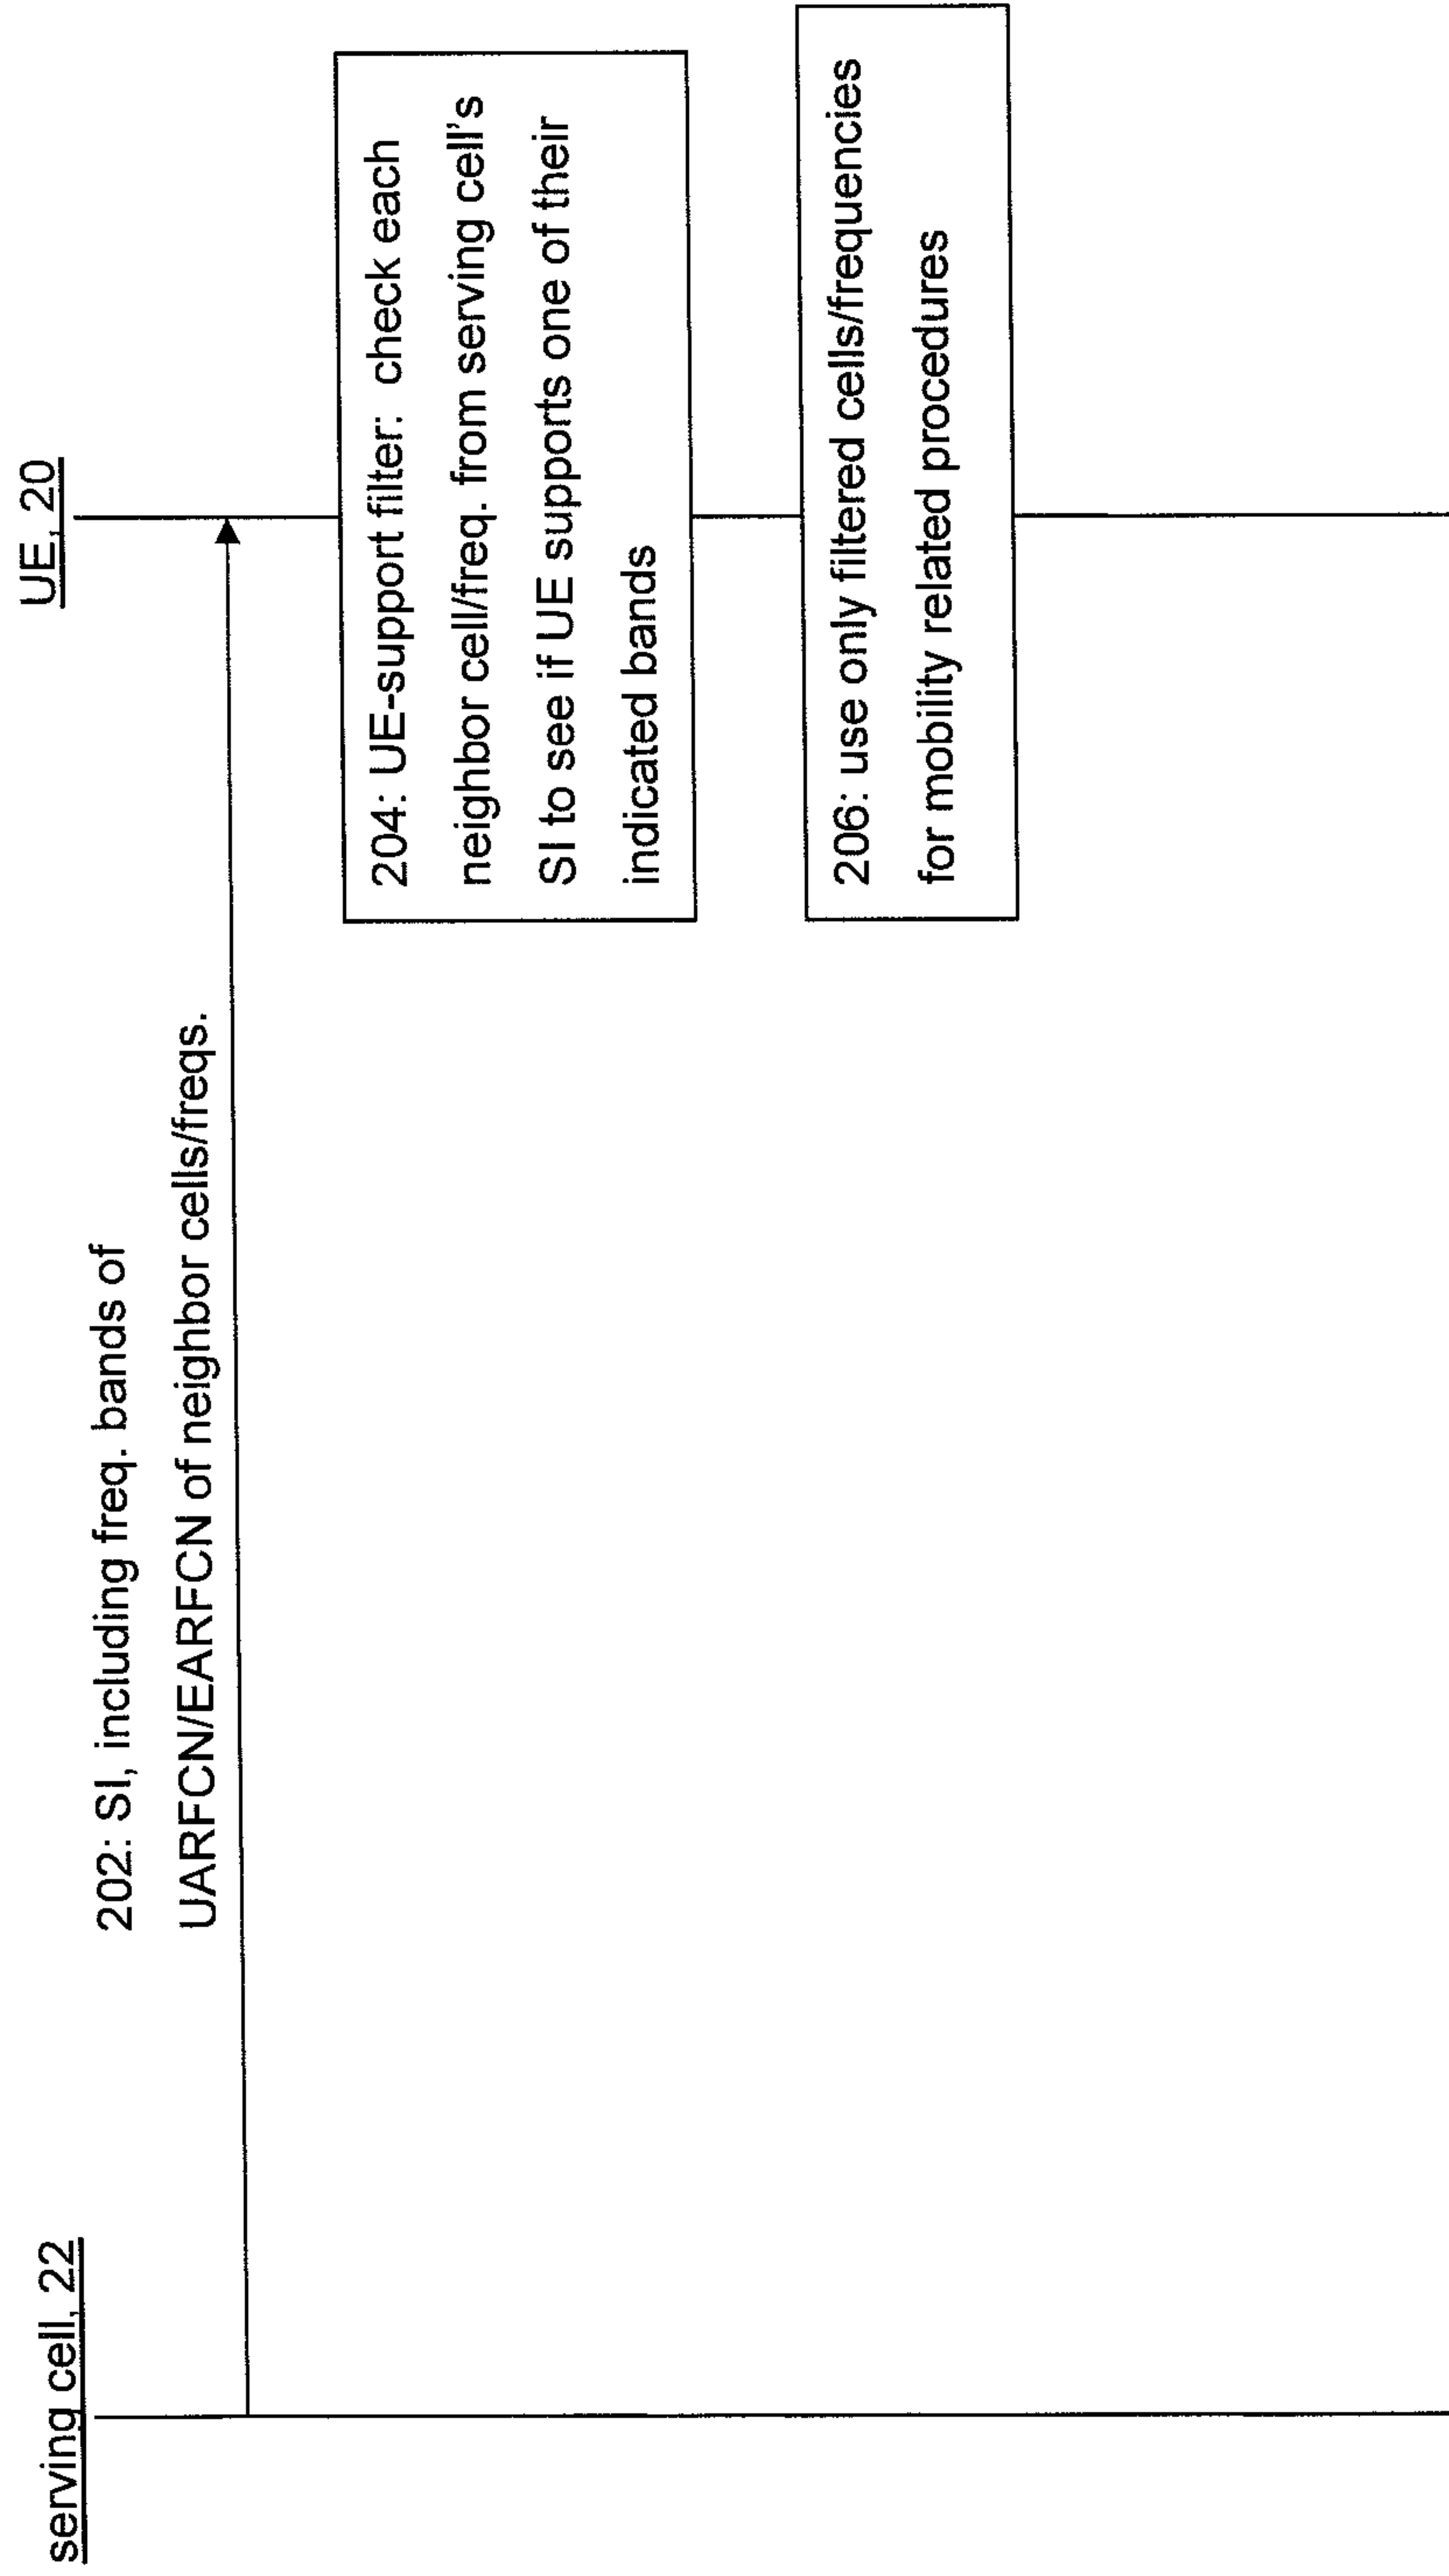 serving cell, 22
UE, 20
202: SI, including freq. bands of
UARFCN/EARFCN of neighbor cells/freqs.
204: UE-support filter: check each
neighbor cell/freq. from serving cell's
SI to see if UE supports one of their
indicated bands
206: use only filtered cells/frequencies
for mobility related procedures